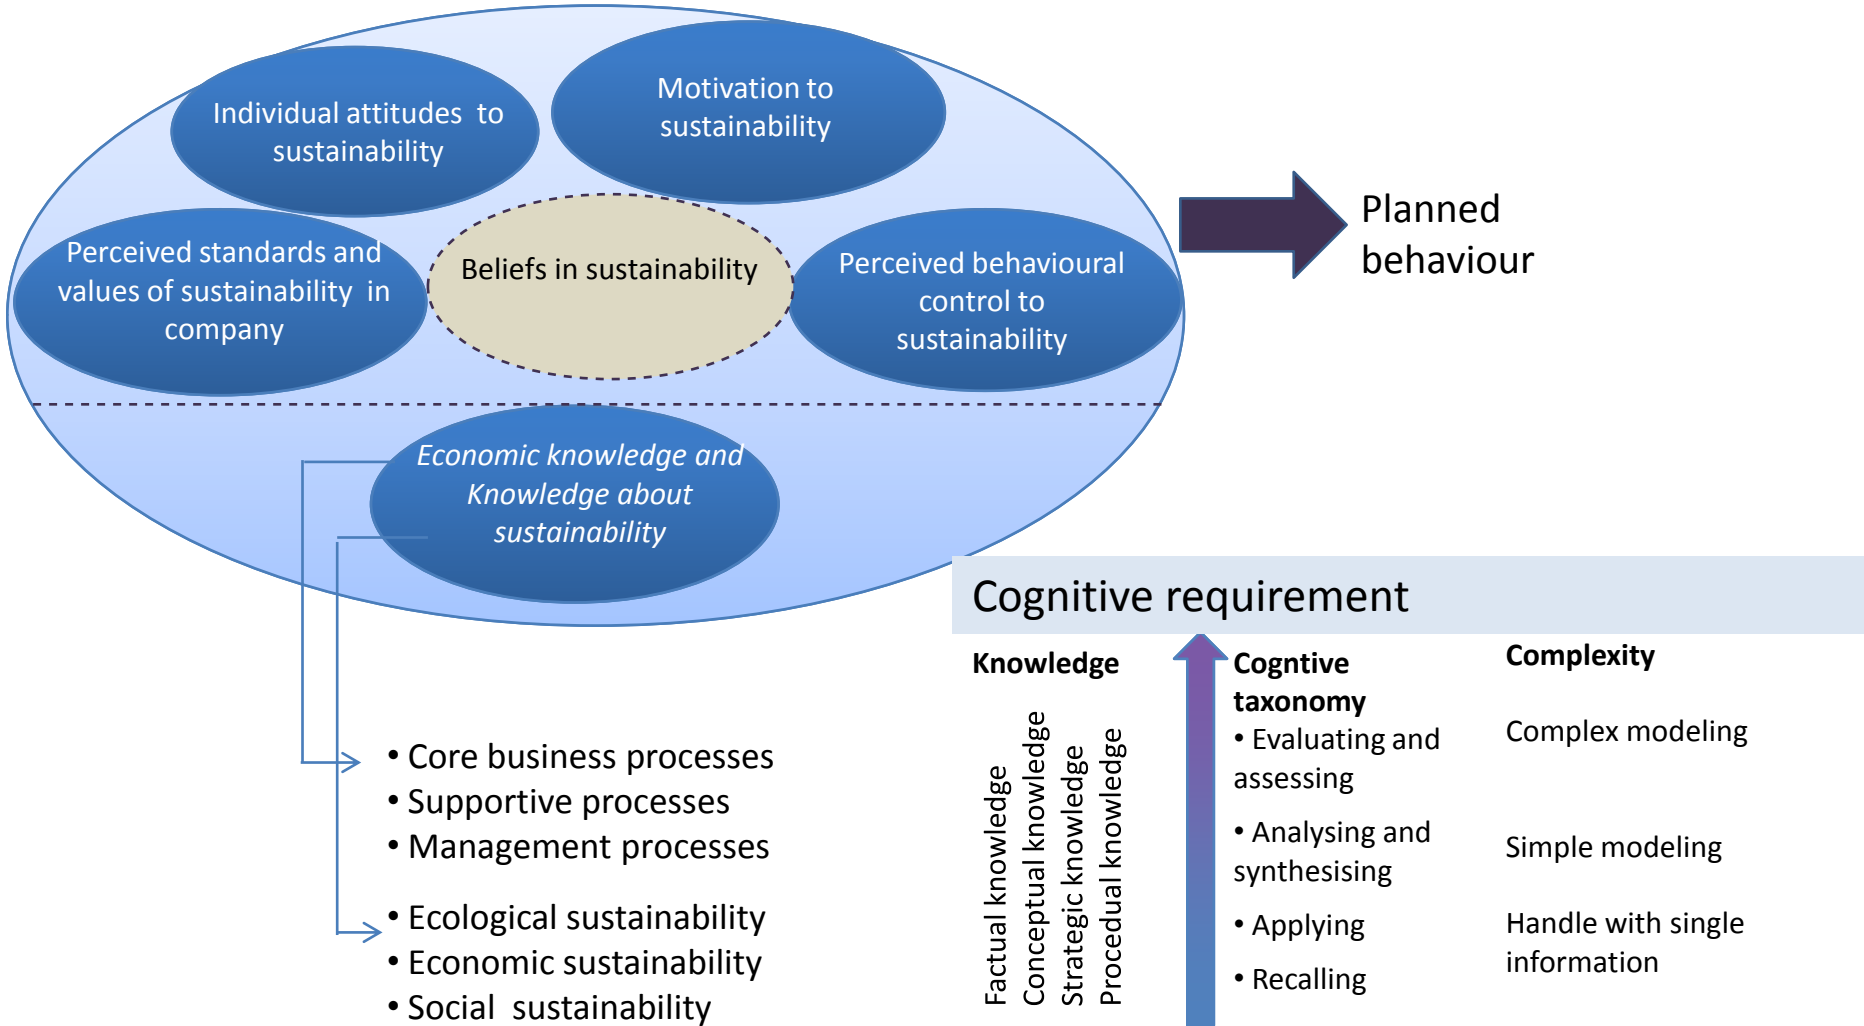 Individual attitudes to
sustainability
Motivation to
sustainability
Perceived standards and
values of sustainability in
company
Beliefs in sustainability
Perceived behavioural
control to
sustainability
Planned
behaviour
Economic knowledge and
Knowledge about
sustainability
• Core business processes
• Supportive processes
• Management processes
• Ecological sustainability
• Economic sustainability
• Social sustainability
Cognitive requirement
Knowledge
Factual knowledge
Conceptual knowledge
Strategic knowledge
Procedual knowledge
Cogntive
taxonomy
• Evaluating and
assessing
• Analysing and
synthesising
• Applying
• Recalling
Complexity
Complex modeling
Simple modeling
Handle with single
information